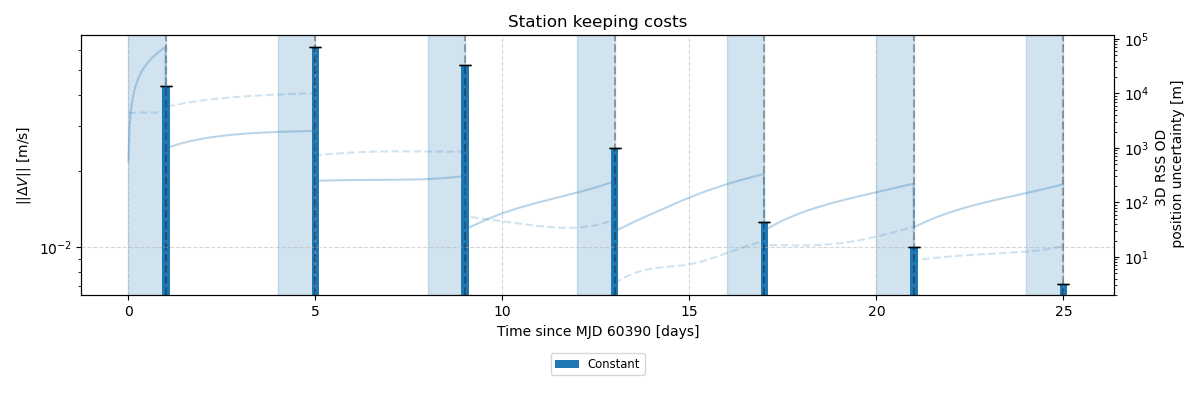 Station keeping costs
||ΔV|| [m/s]
10⁻²
10⁵
10⁴
10³
10²
10¹
3D RSS OD
position uncertainty [m]
0 5 10 15 20 25
Time since MJD 60390 [days]
Constant